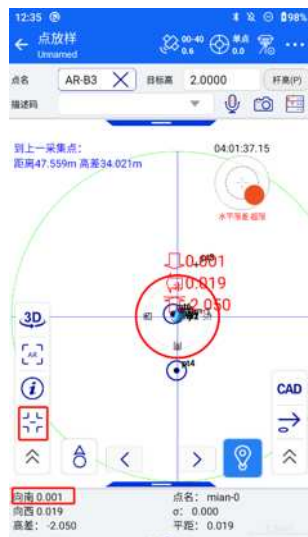 12:35
98%
点放样
Unnamed
00-40
0.6
单点
0.0
点名
AR-B3
目标高
2.0000
杆高(P)
描述码
到上一采集点：
距离47.559m 高差34.021m
04:01:37.15
水平限差超限
0.001
0.019
-2.050
西
南
pt4
3D
AR
CAD
向南 0.001
点名： mian-0
向西 0.019
σ： 0.000
高差： -2.050
平距： 0.019